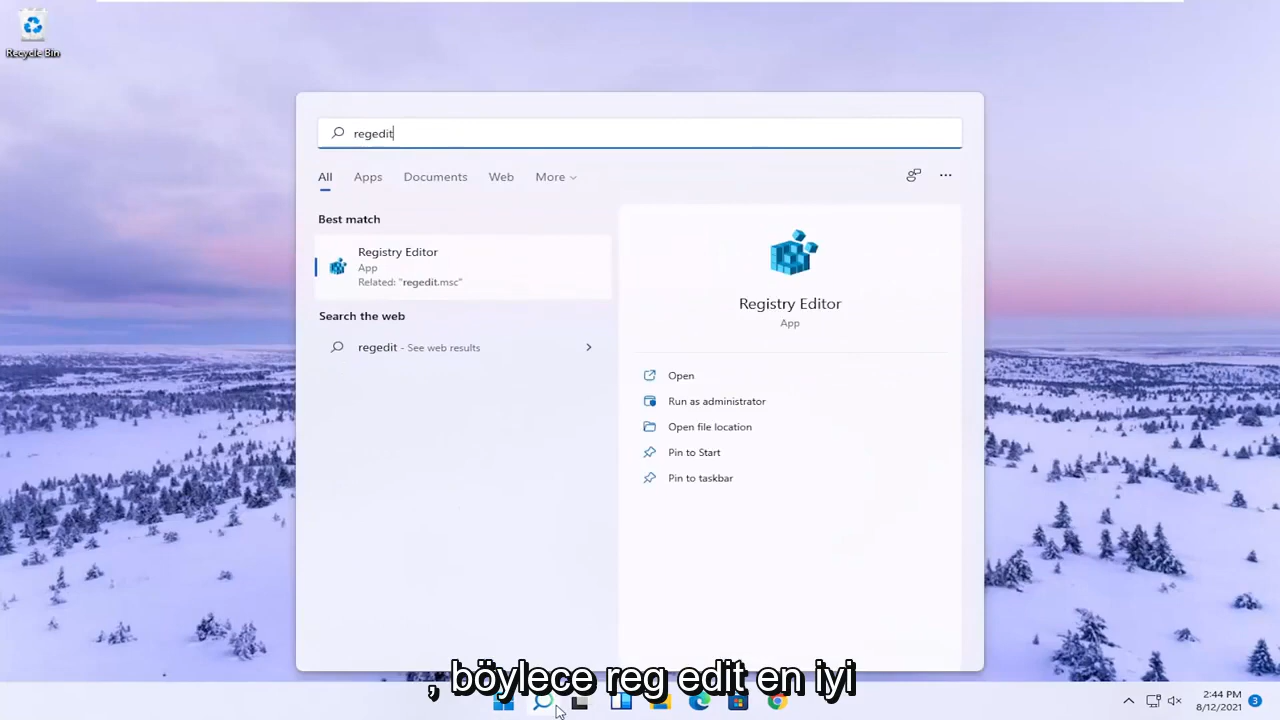 Recycle Bin
regedit
All Apps Documents Web More
Best match
Registry Editor
App
Related: "regedit.msc"
Search the web
regedit - See web results
Registry Editor
App
Open
Run as administrator
Open file location
Pin to Start
Pin to taskbar
, böylece reg edit en iyi
2:44 PM
8/12/2021
3